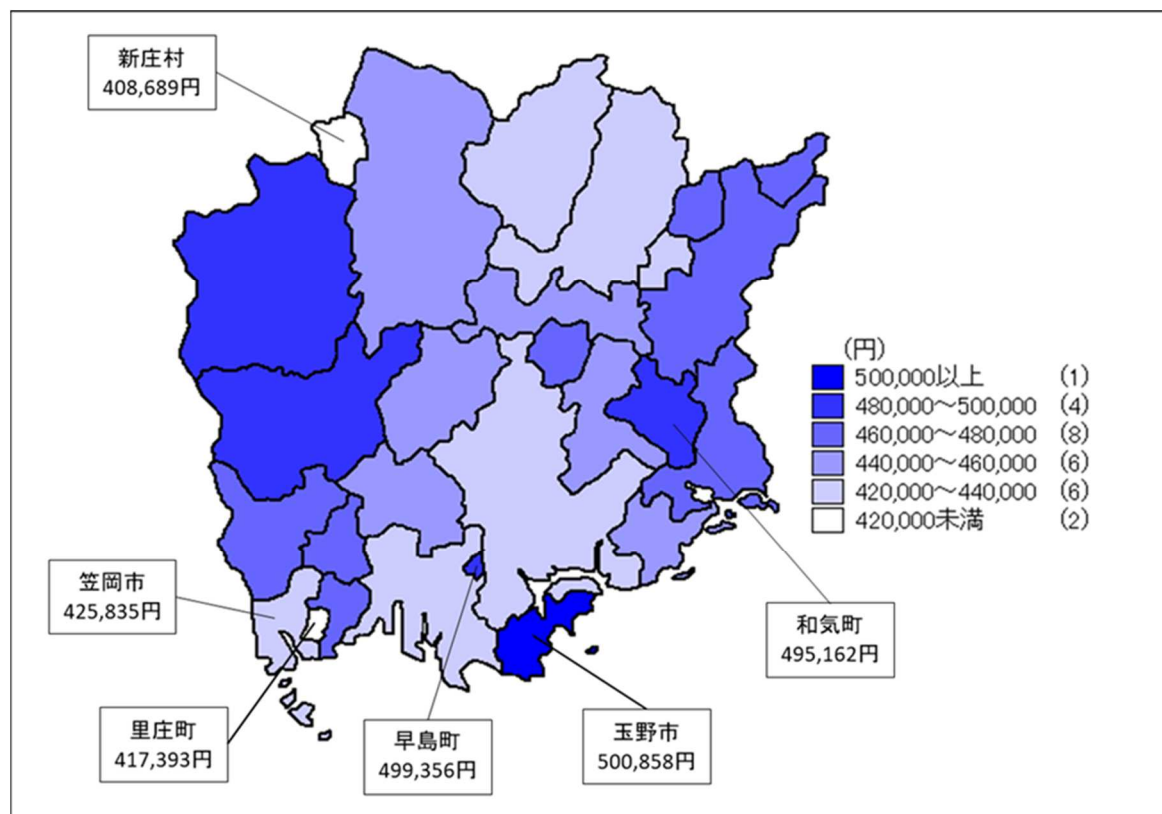 新庄村
408,689円
(円)
500,000以上 (1)
480,000～500,000 (4)
460,000～480,000 (8)
440,000～460,000 (6)
420,000～440,000 (6)
420,000未満 (2)
笠岡市
425,835円
和気町
495,162円
里庄町
417,393円
早島町
499,356円
玉野市
500,858円